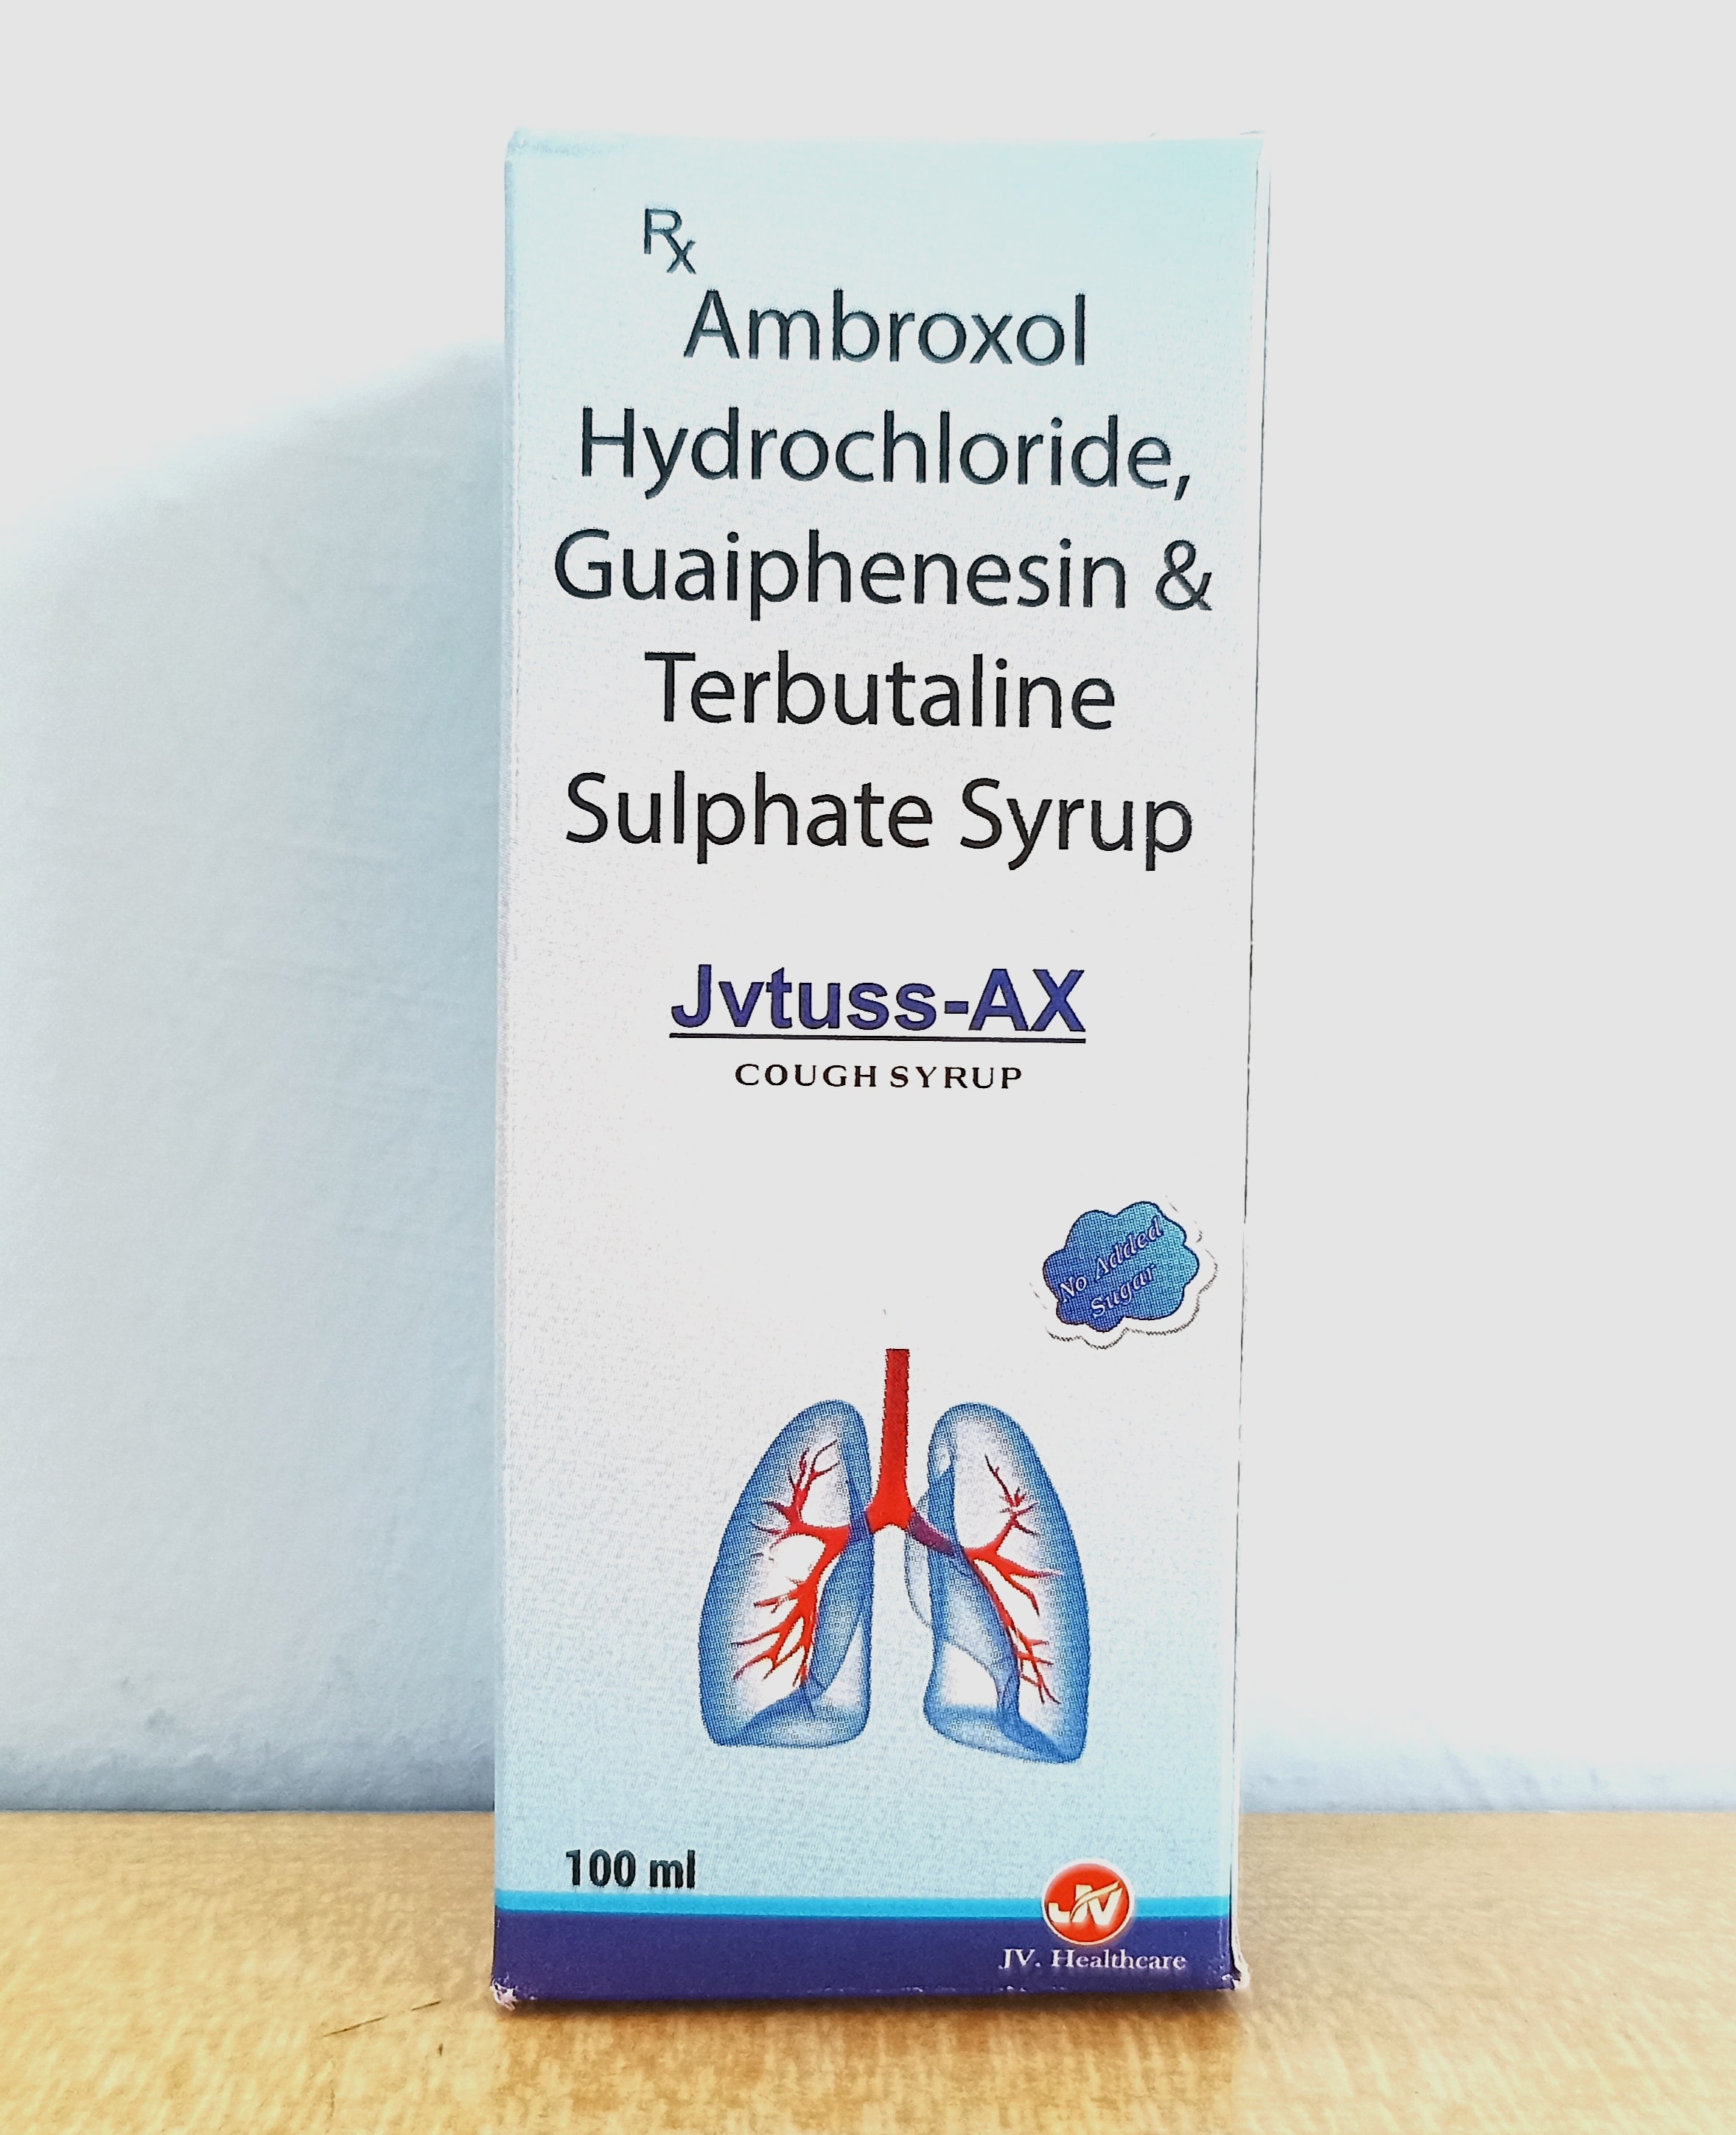 Rx
Ambroxol
Hydrochloride,
Guaiphenesin &
Terbutaline
Sulphate Syrup
Jvtuss-AX
COUGH SYRUP
No Added
Sugar
100 ml
JV
JV. Healthcare